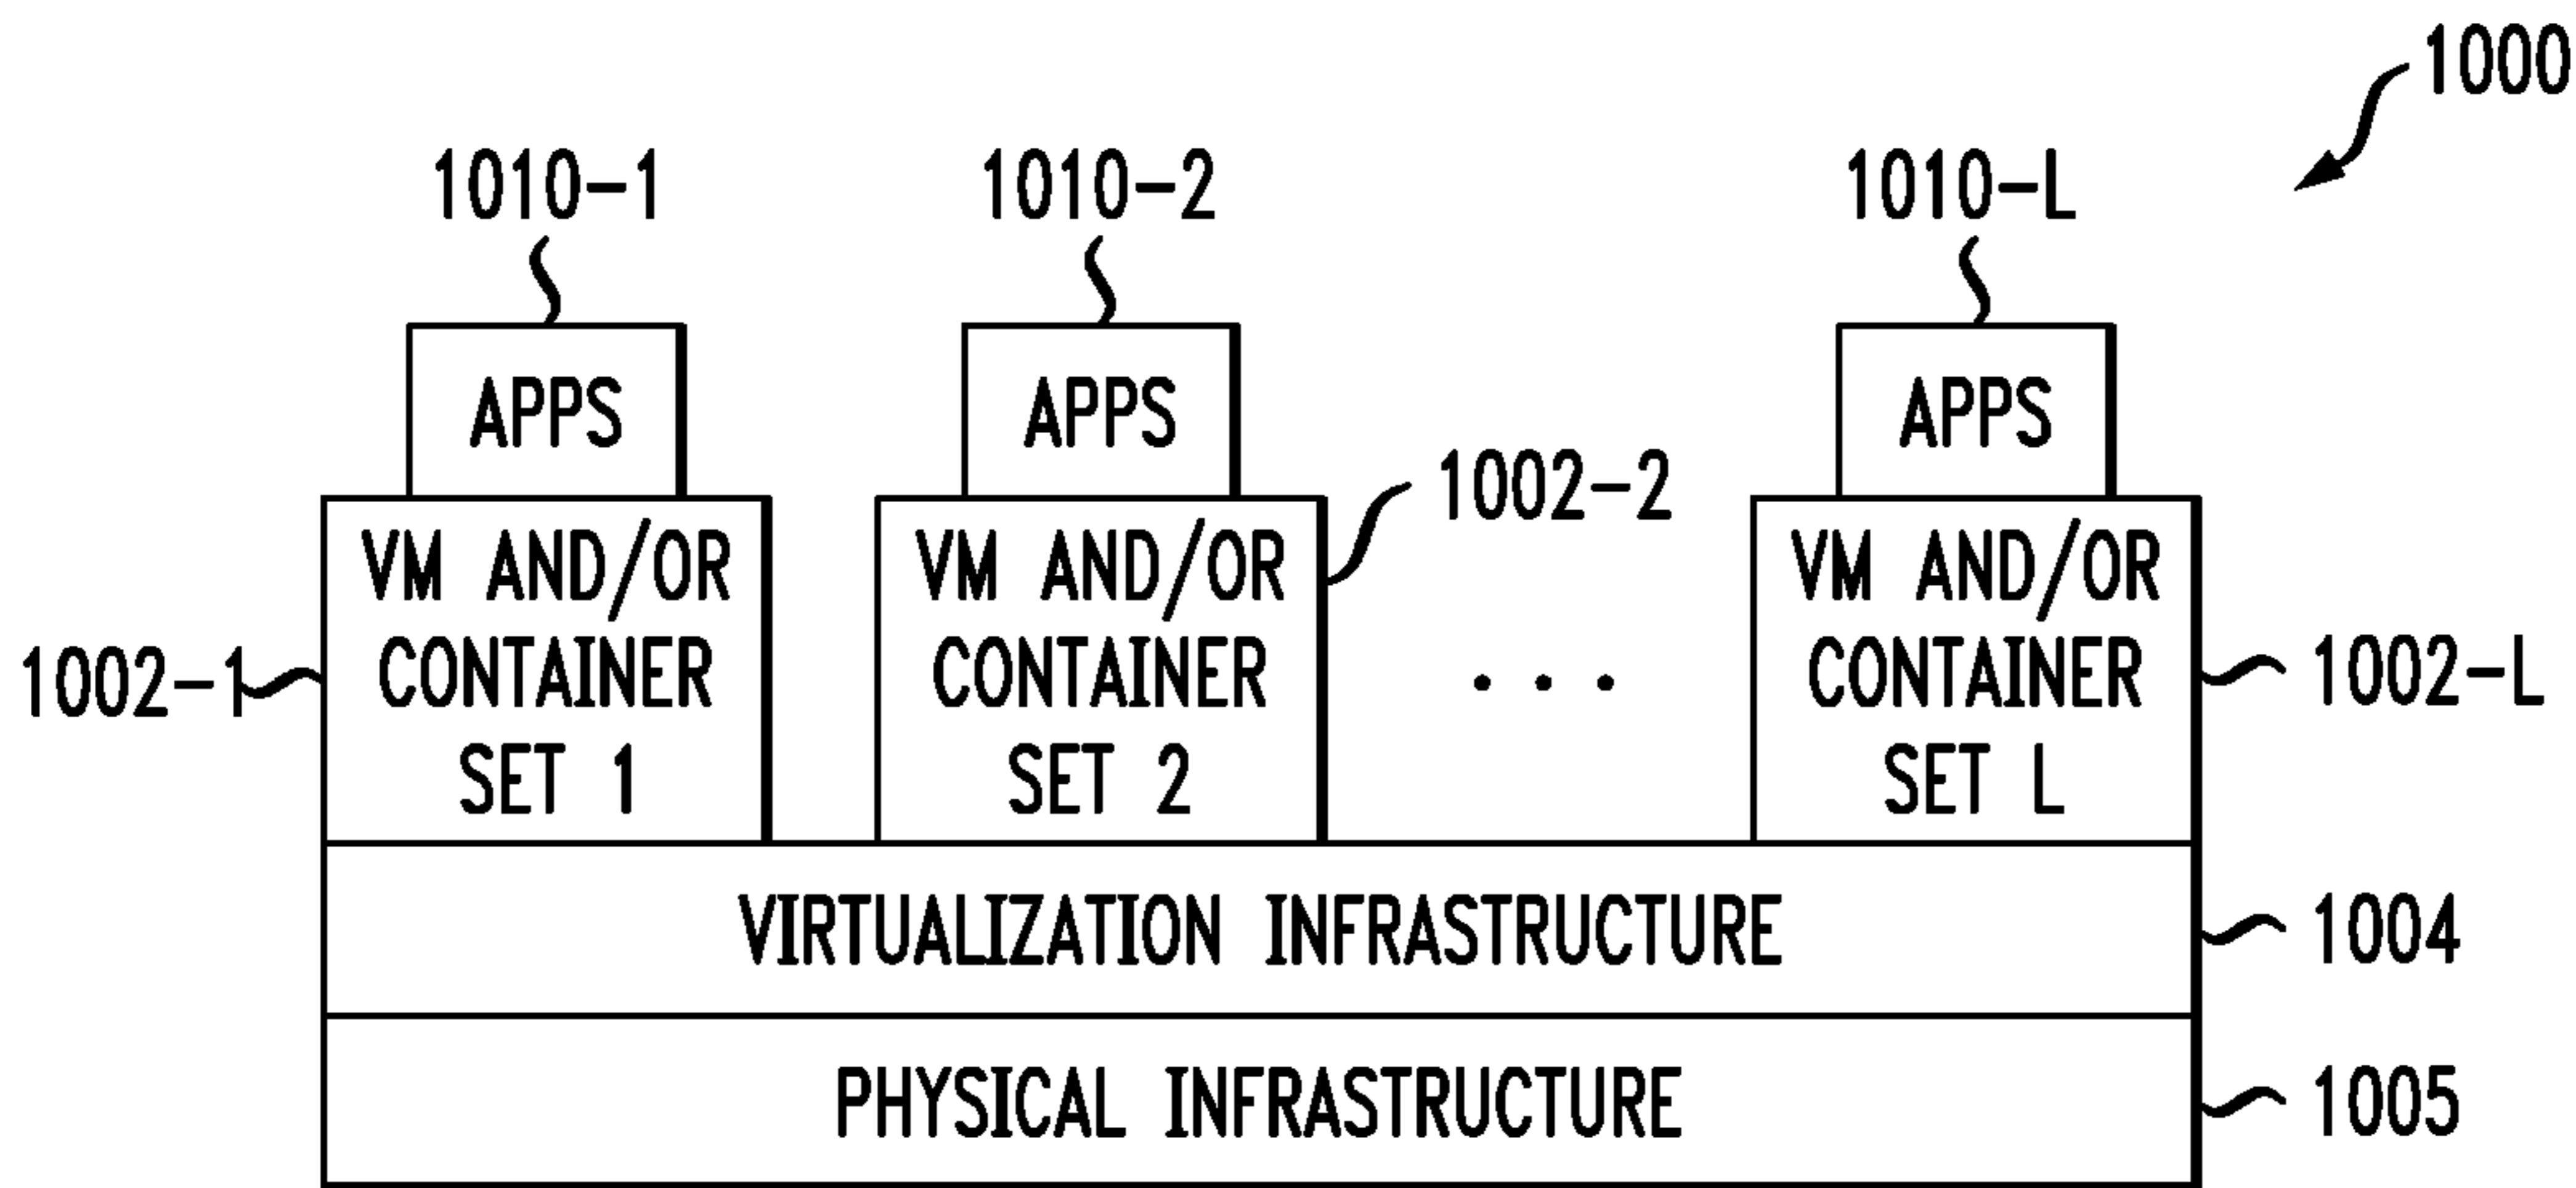 1000
1010-1
1010-2
1010-L
APPS
APPS
APPS
1002-1
VM AND/OR
CONTAINER
SET 1
VM AND/OR
CONTAINER
SET 2
1002-2
. . .
VM AND/OR
CONTAINER
SET L
1002-L
VIRTUALIZATION INFRASTRUCTURE
1004
PHYSICAL INFRASTRUCTURE
1005